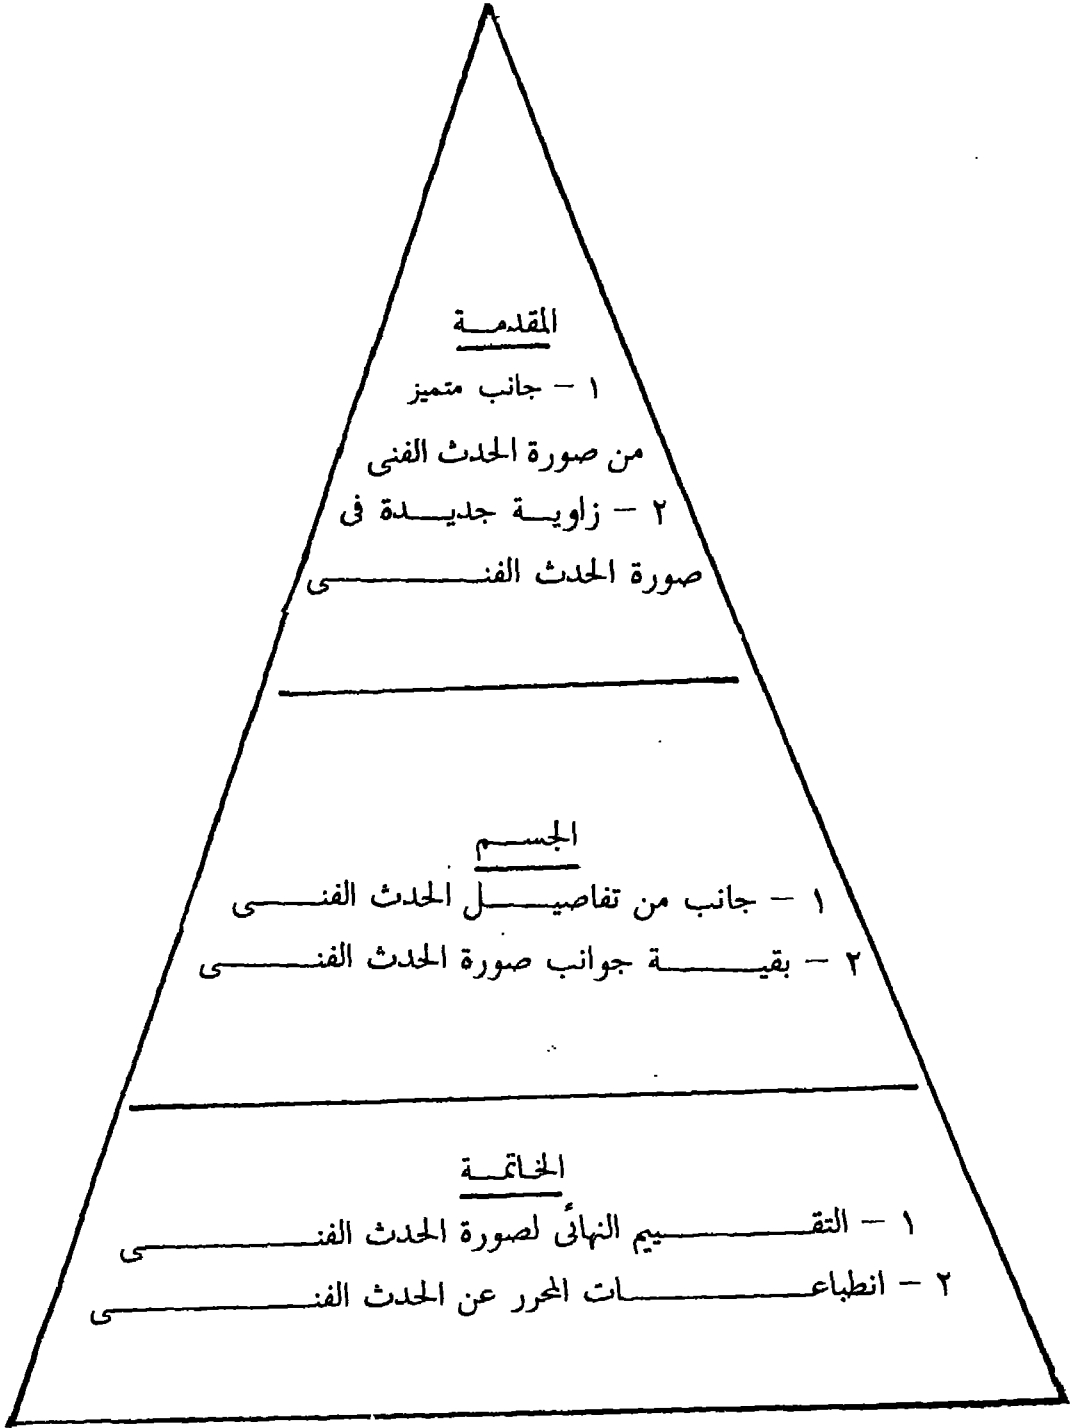 المقدمة
١ - جانب متميز
من صورة الحدث الفنى
٢ - زاوية جديدة فى
صورة الحدث الفنى
الجسم
١ - جانب من تفاصيل الحدث الفنى
٢ - بقية جوانب صورة الحدث الفنى
الخاتمة
١ - التقييم النهائى لصورة الحدث الفنى
٢ - انطباعات المحرر عن الحدث الفنى